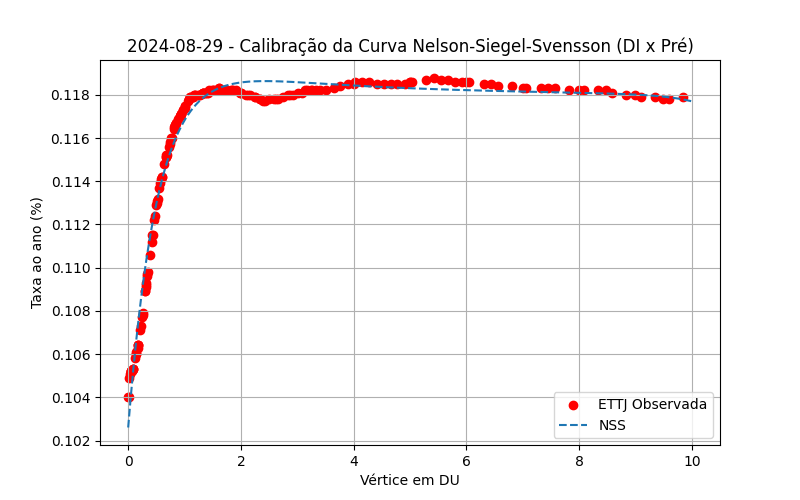 2024-08-29 - Calibração da Curva Nelson-Siegel-Svensson (DI x Pré)
Taxa ao ano (%)
0.118
0.116
0.114
0.112
0.110
0.108
0.106
0.104
0.102
ETTJ Observada
NSS
0 2 4 6 8 10
Vértice em DU